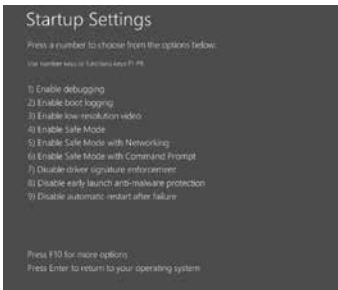 Startup Settings
Press a number to choose from the options below:
Use number keys or functions keys F1-F9.
1) Enable debugging
2) Enable boot logging
3) Enable low-resolution video
4) Enable Safe Mode
5) Enable Safe Mode with Networking
6) Enable Safe Mode with Command Prompt
7) Disable driver signature enforcement
8) Disable early launch anti-malware protection
9) Disable automatic restart after failure
Press F10 for more options
Press Enter to return to your operating system